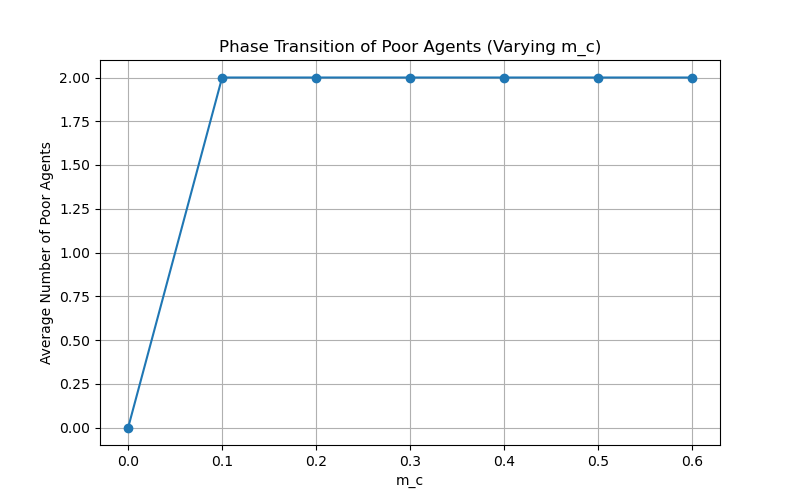 Phase Transition of Poor Agents (Varying m_c)
Average Number of Poor Agents
2.00
1.75
1.50
1.25
1.00
0.75
0.50
0.25
0.00
0.0 0.1 0.2 0.3 0.4 0.5 0.6
m_c